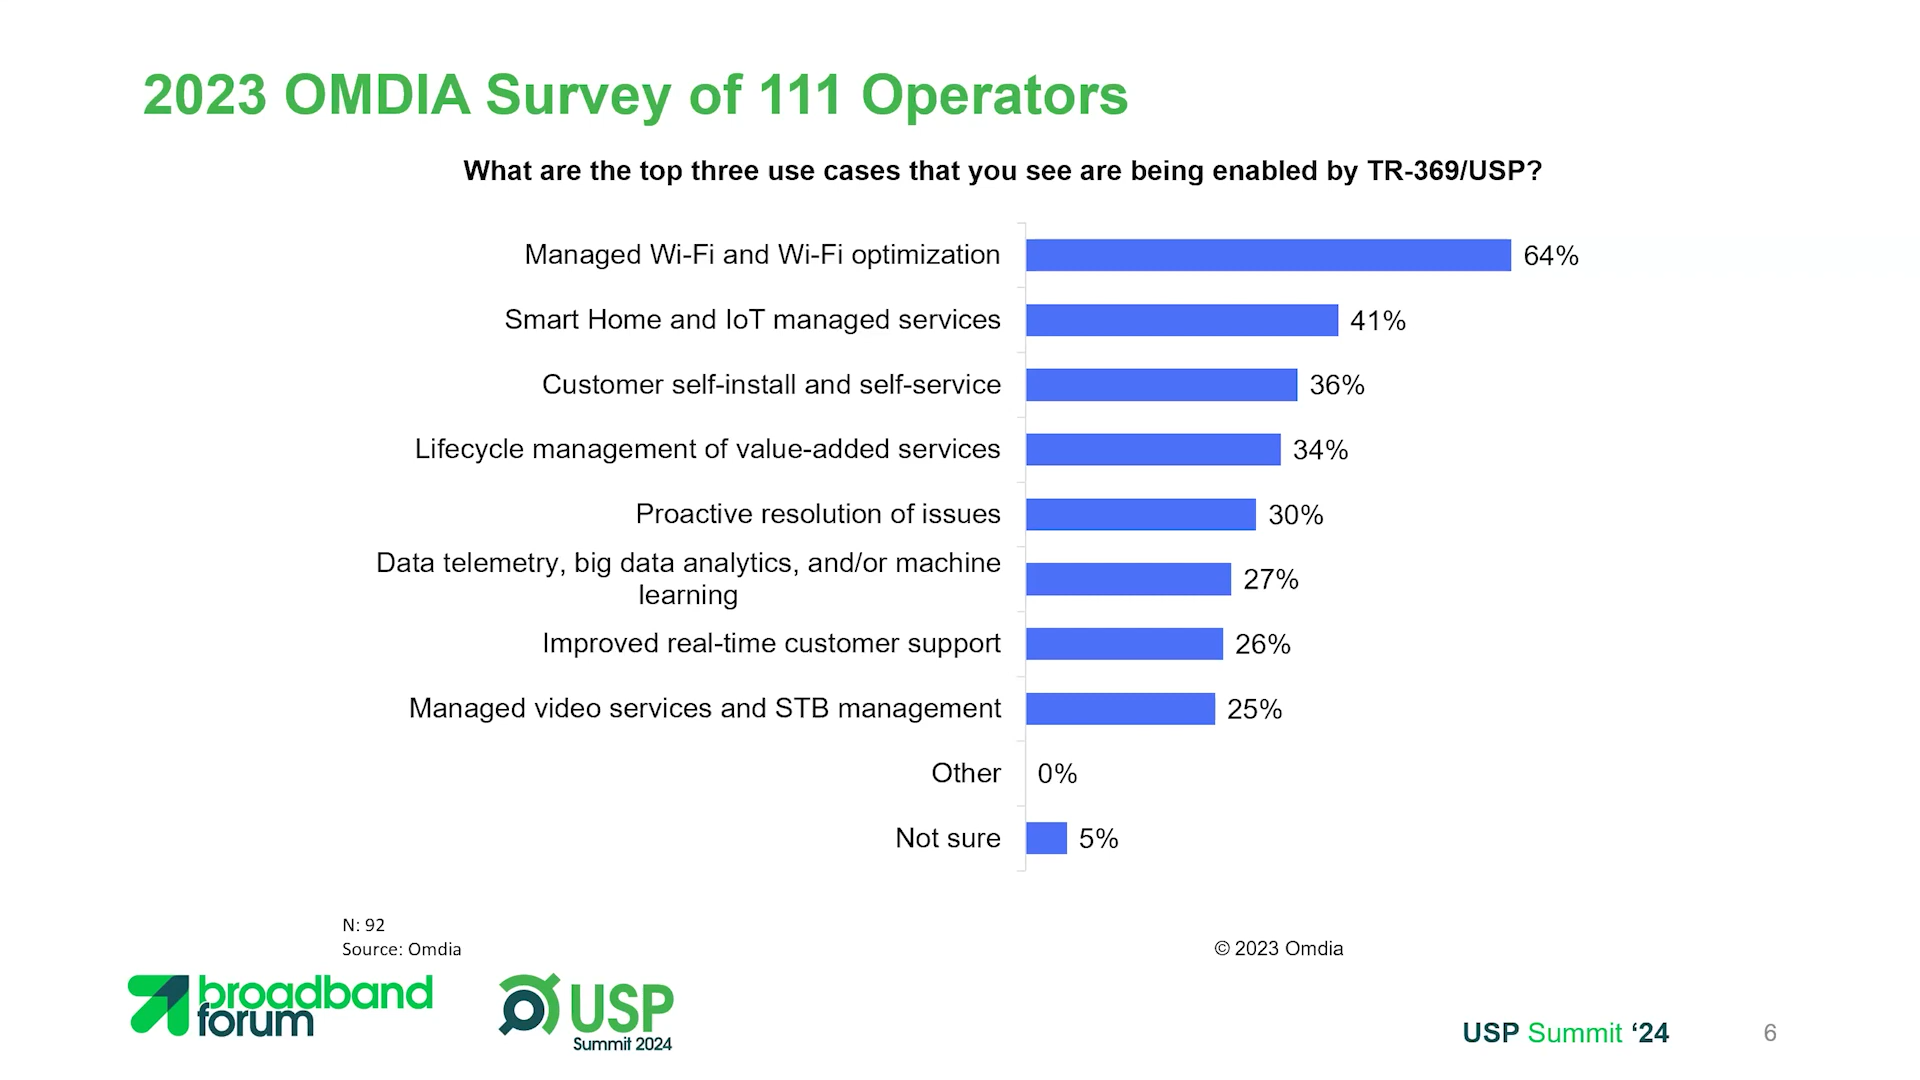 2023 OMDIA Survey of 111 Operators
What are the top three use cases that you see are being enabled by TR-369/USP?
Managed Wi-Fi and Wi-Fi optimization 64%
Smart Home and IoT managed services 41%
Customer self-install and self-service 36%
Lifecycle management of value-added services 34%
Proactive resolution of issues 30%
Data telemetry, big data analytics, and/or machine
learning 27%
Improved real-time customer support 26%
Managed video services and STB management 25%
Other 0%
Not sure 5%
N: 92
Source: Omdia
© 2023 Omdia
broadband
forum
USP
Summit 2024
USP Summit ‘24
6